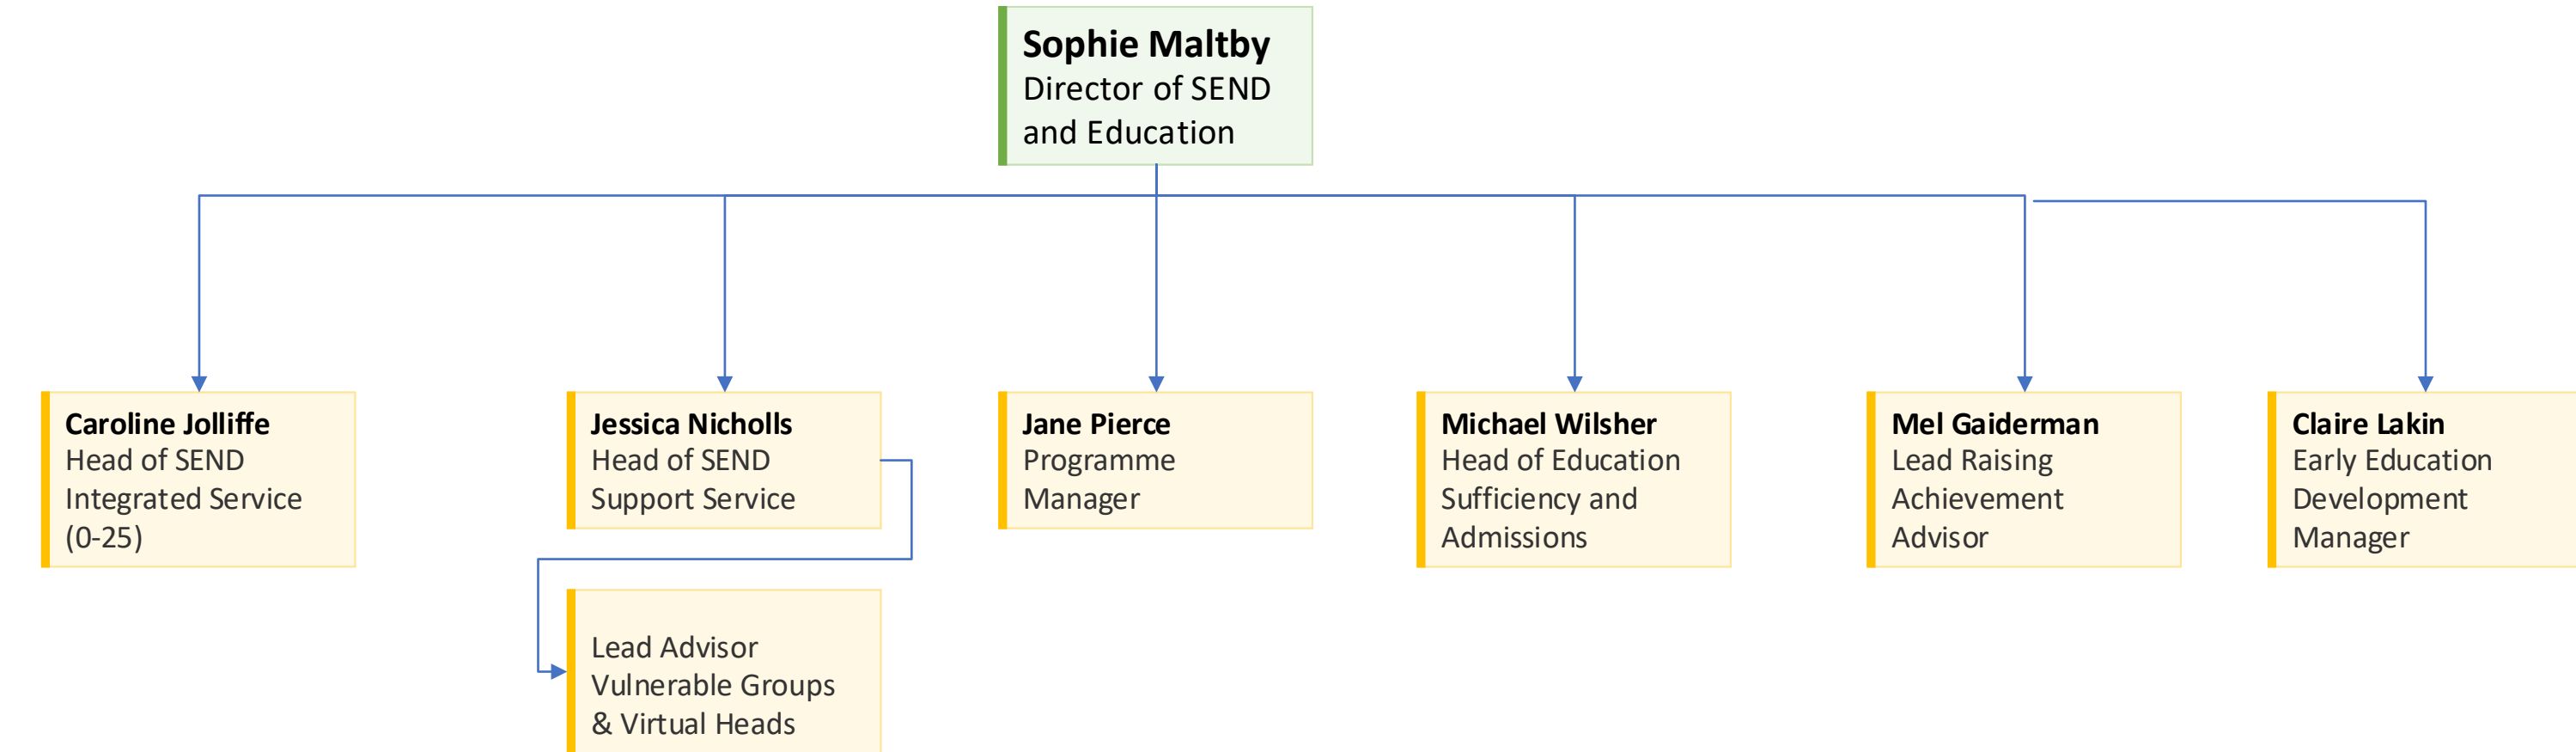 Sophie Maltby
Director of SEND
and Education
Caroline Jolliffe
Head of SEND
Integrated Service
(0-25)
Jessica Nicholls
Head of SEND
Support Service
Lead Advisor
Vulnerable Groups
& Virtual Heads
Jane Pierce
Programme
Manager
Michael Wilsher
Head of Education
Sufficiency and
Admissions
Mel Gaiderman
Lead Raising
Achievement
Advisor
Claire Lakin
Early Education
Development
Manager